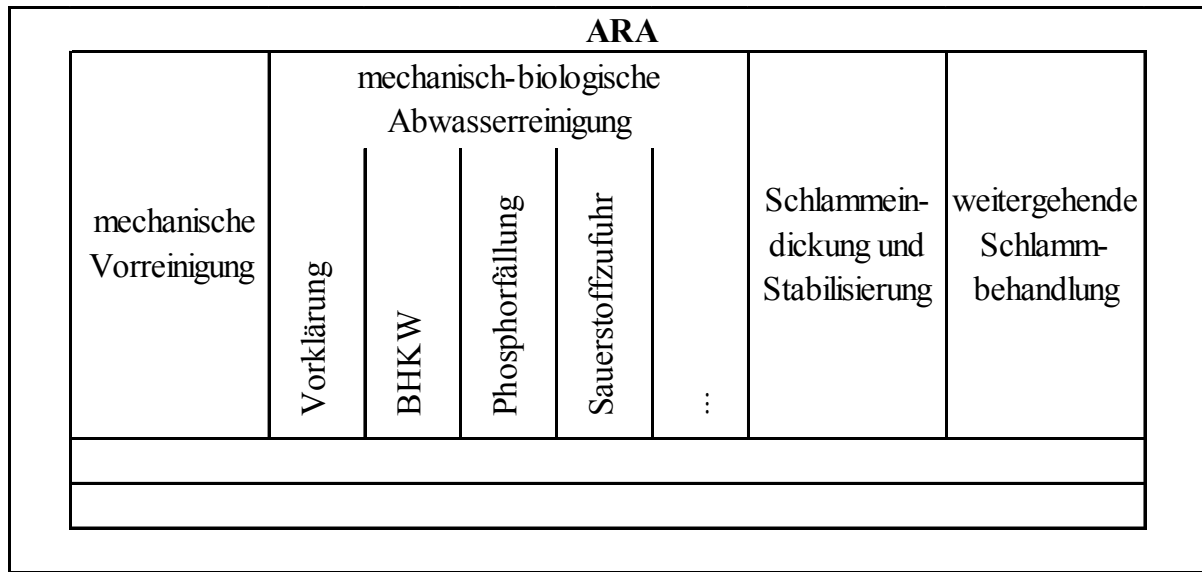 ARA
mechanische
Vorreinigung
mechanisch-biologische
Abwasserreinigung
Vorklärung
BHKW
Phosphorfällung
Sauerstoffzufuhr
...
Schlammein-
dickung und
Stabilisierung
weitergehende
Schlamm-
behandlung